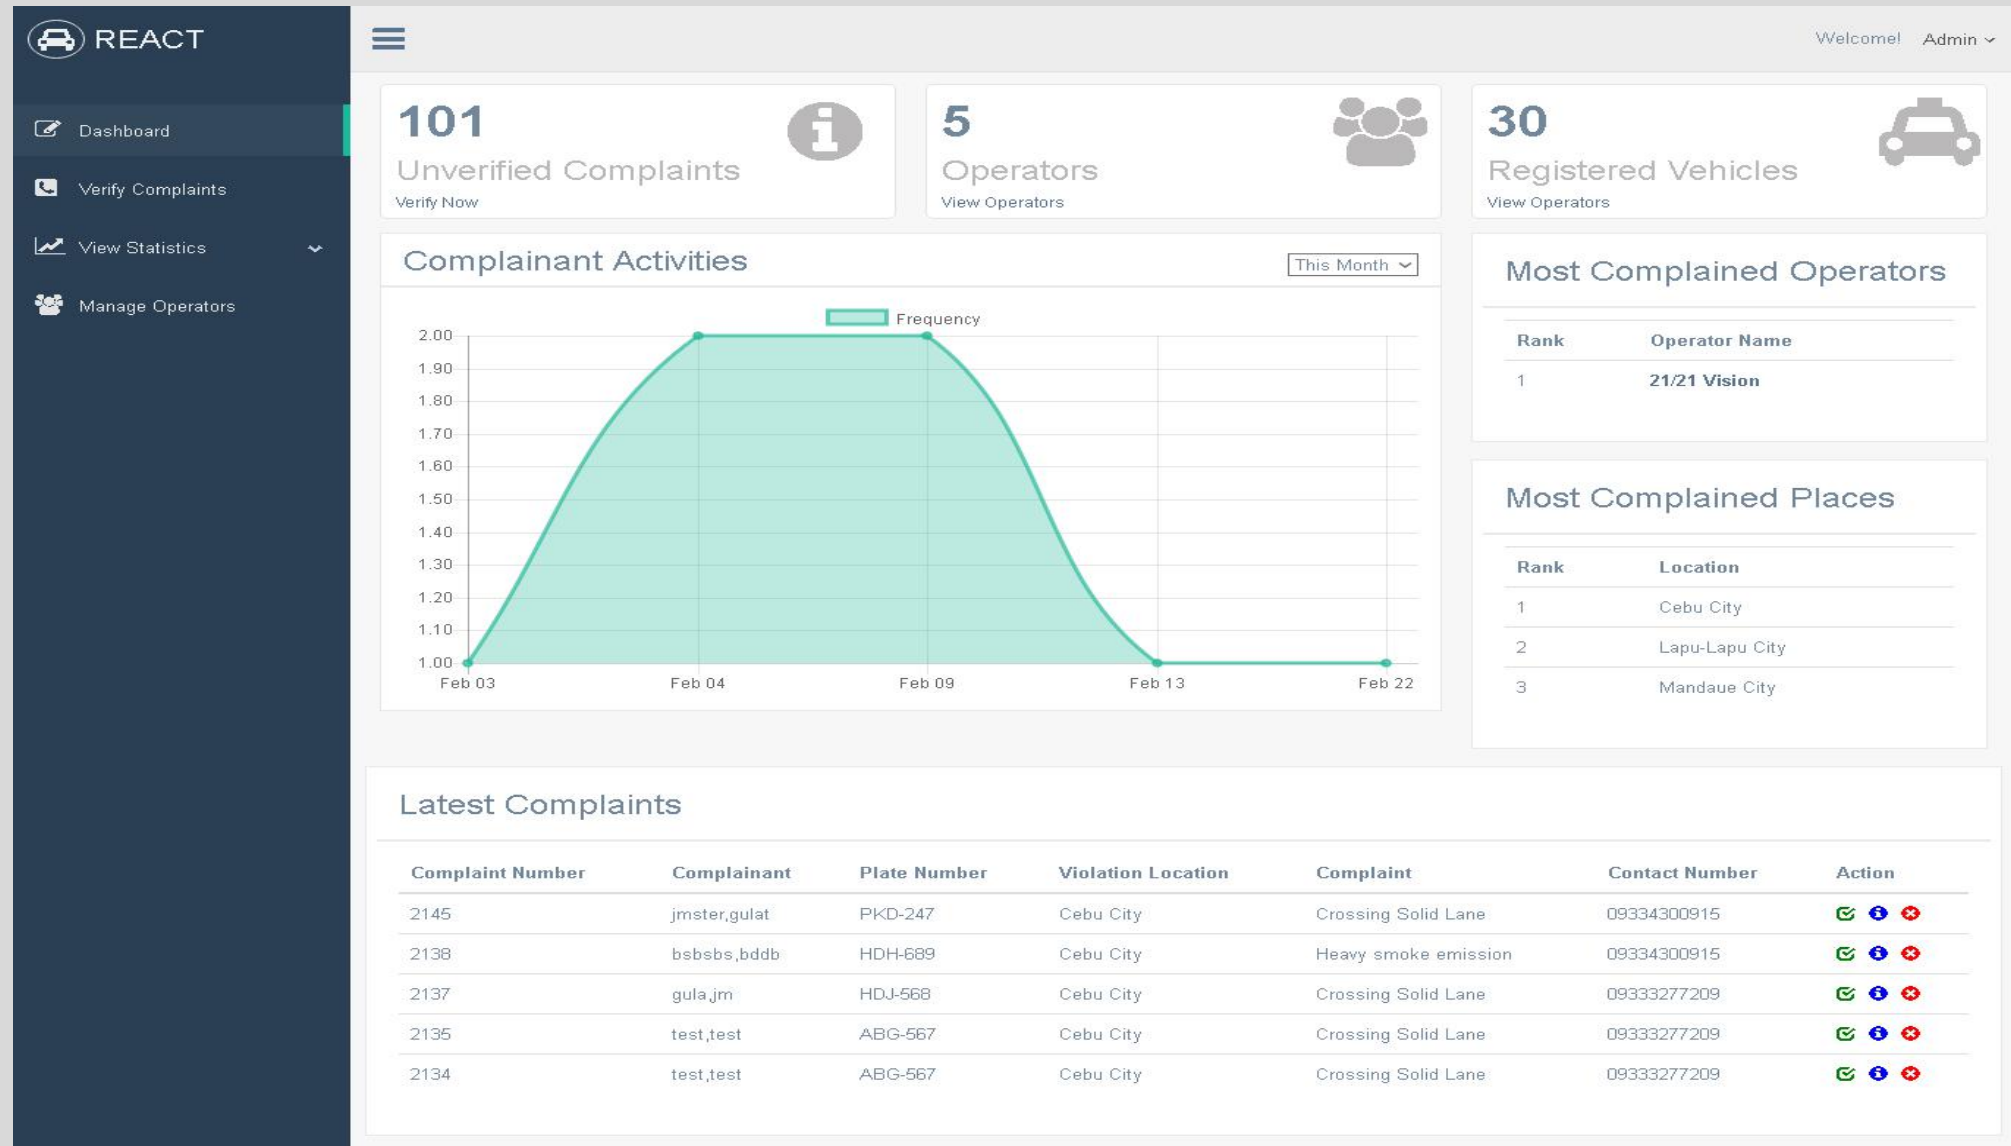 REACT
Welcome! Admin
Dashboard
Verify Complaints
View Statistics
Manage Operators
101
Unverified Complaints
Verify Now
5
Operators
View Operators
30
Registered Vehicles
View Operators
Complainant Activities
This Month
Frequency
2.00
1.90
1.80
1.70
1.60
1.50
1.40
1.30
1.20
1.10
1.00
Feb 03 Feb 04 Feb 09 Feb 13 Feb 22
Most Complained Operators
Rank Operator Name
1 21/21 Vision
Most Complained Places
Rank Location
1 Cebu City
2 Lapu-Lapu City
3 Mandaue City
Latest Complaints
Complaint Number Complainant Plate Number Violation Location Complaint Contact Number Action
2145 jmster,gulat PKD-247 Cebu City Crossing Solid Lane 09334300915
2138 bsbsbs,bddb HDH-689 Cebu City Heavy smoke emission 09334300915
2137 gula,jm HDJ-568 Cebu City Crossing Solid Lane 09333277209
2135 test,test ABG-567 Cebu City Crossing Solid Lane 09333277209
2134 test,test ABG-567 Cebu City Crossing Solid Lane 09333277209